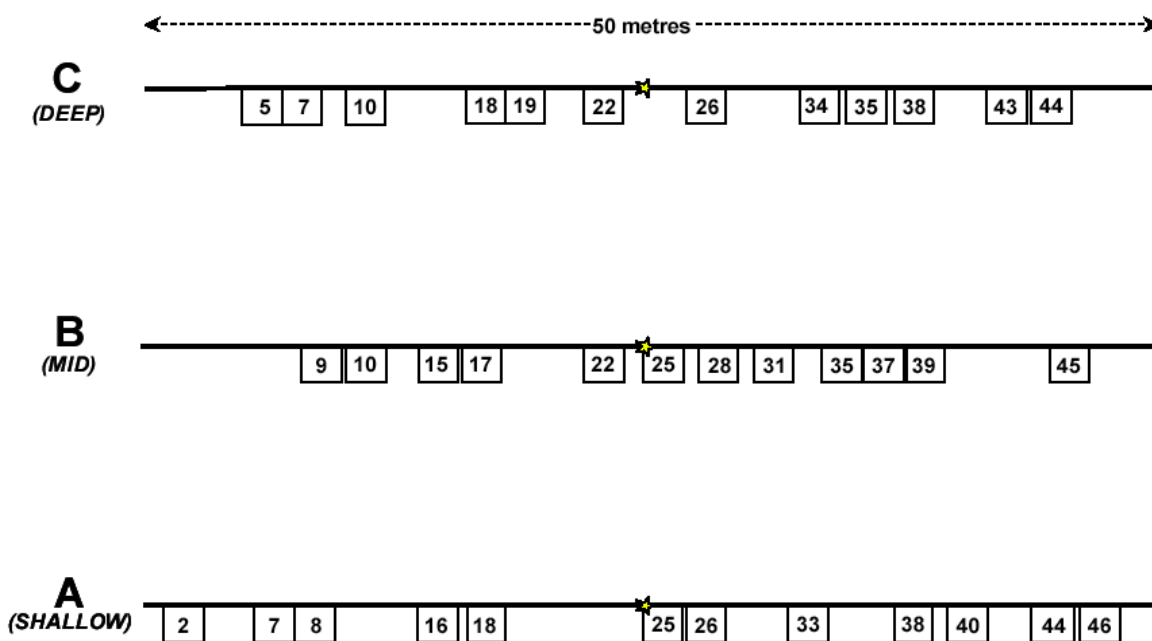 50 metres
C
(DEEP)
5 7 10 18 19 22 26 34 35 38 43 44
B
(MID)
9 10 15 17 22 25 28 31 35 37 39 45
A
(SHALLOW)
2 7 8 16 18 25 26 33 38 40 44 46